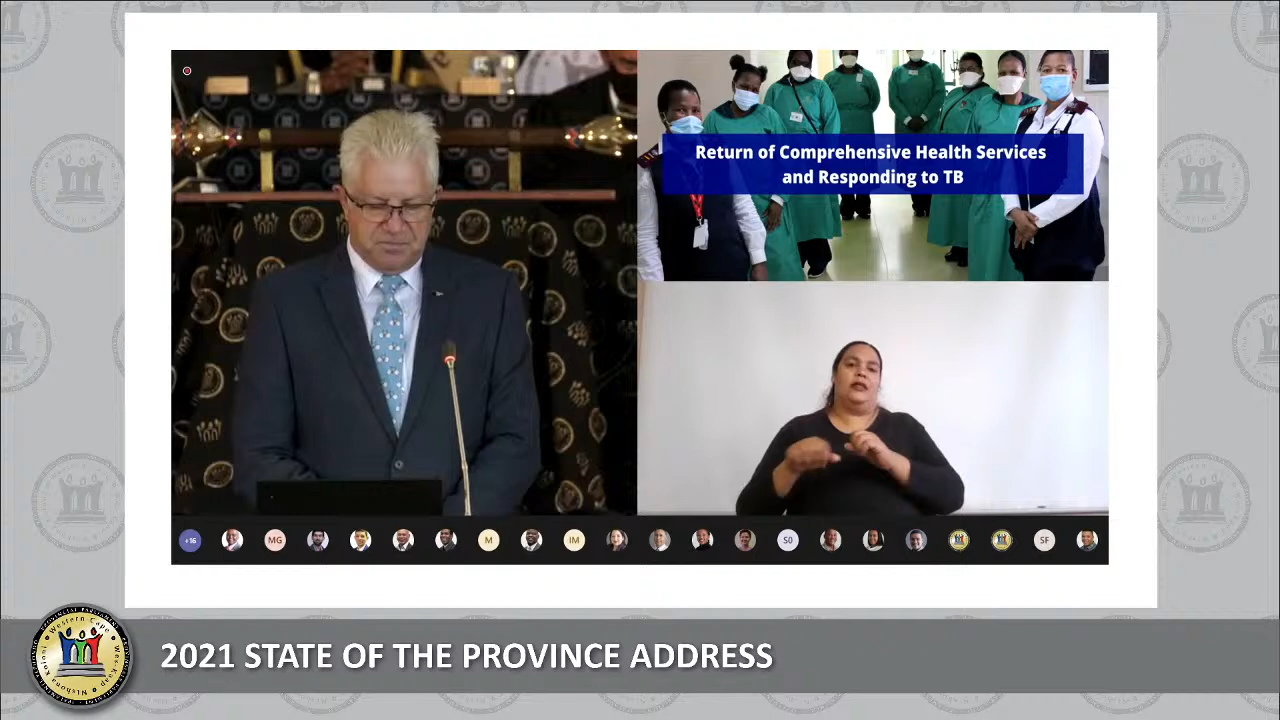 Return of Comprehensive Health Services
and Responding to TB
+16
MG
M
IM
S0
SF
Western Cape
2021 STATE OF THE PROVINCE ADDRESS